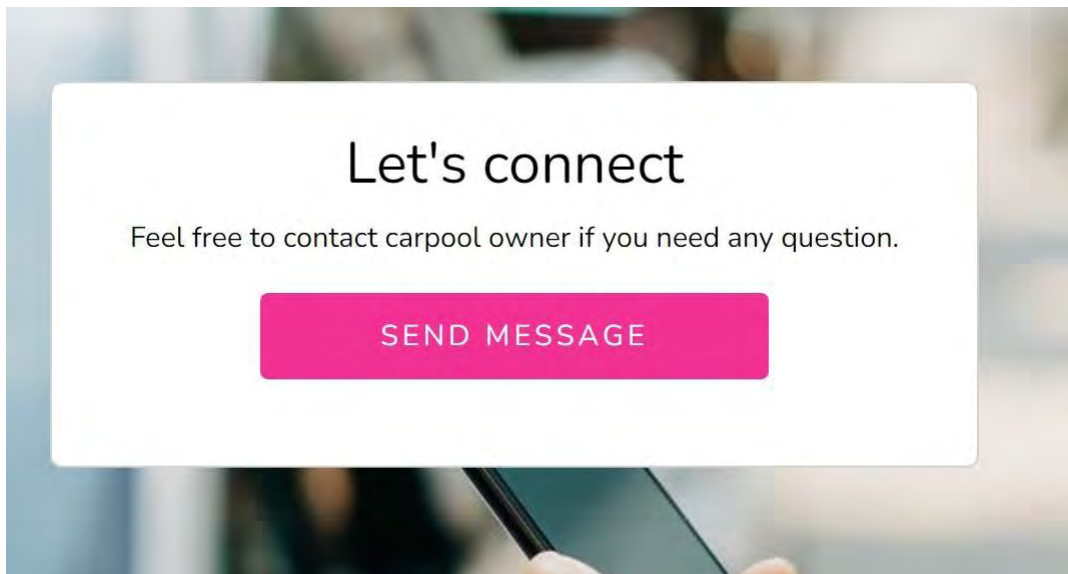 Let's connect
Feel free to contact carpool owner if you need any question.
SEND MESSAGE